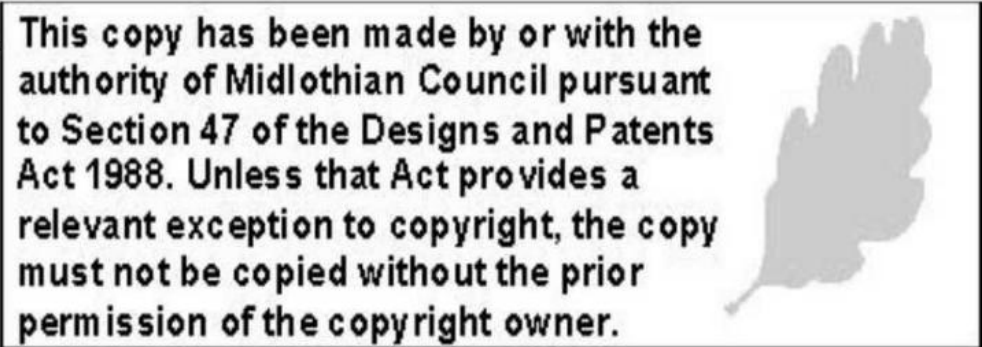 This copy has been made by or with the
authority of Midlothian Council pursuant
to Section 47 of the Designs and Patents
Act 1988. Unless that Act provides a
relevant exception to copyright, the copy
must not be copied without the prior
permission of the copyright owner.